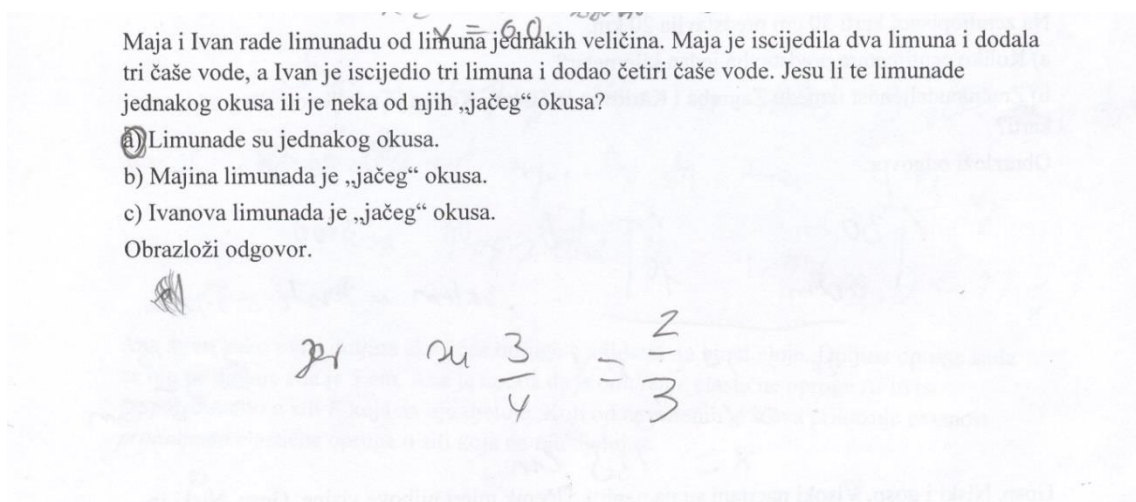 x = 60
Maja i Ivan rade limunadu od limuna jednakih veličina. Maja je iscijedila dva limuna i dodala
tri čaše vode, a Ivan je iscijedio tri limuna i dodao četiri čaše vode. Jesu li te limunade
jednakog okusa ili je neka od njih „jačeg“ okusa?
a) Limunade su jednakog okusa.
b) Majina limunada je „jačeg“ okusa.
c) Ivanova limunada je „jačeg“ okusa.
Obrazloži odgovor.
jer su 3/4 = 2/3